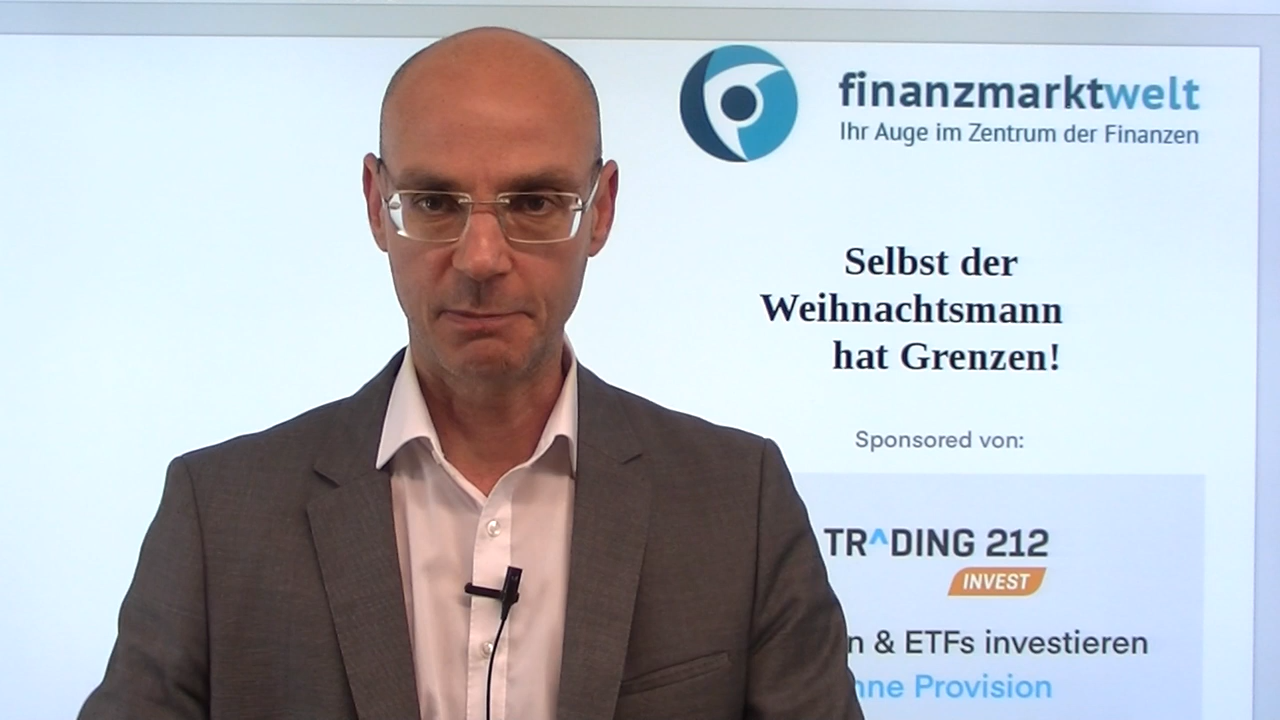 finanzmarktwelt
Ihr Auge im Zentrum der Finanzen
Selbst der
Weihnachtsmann
hat Grenzen!
Sponsored von:
TR^DING 212
INVEST
& ETFs investieren
Provision